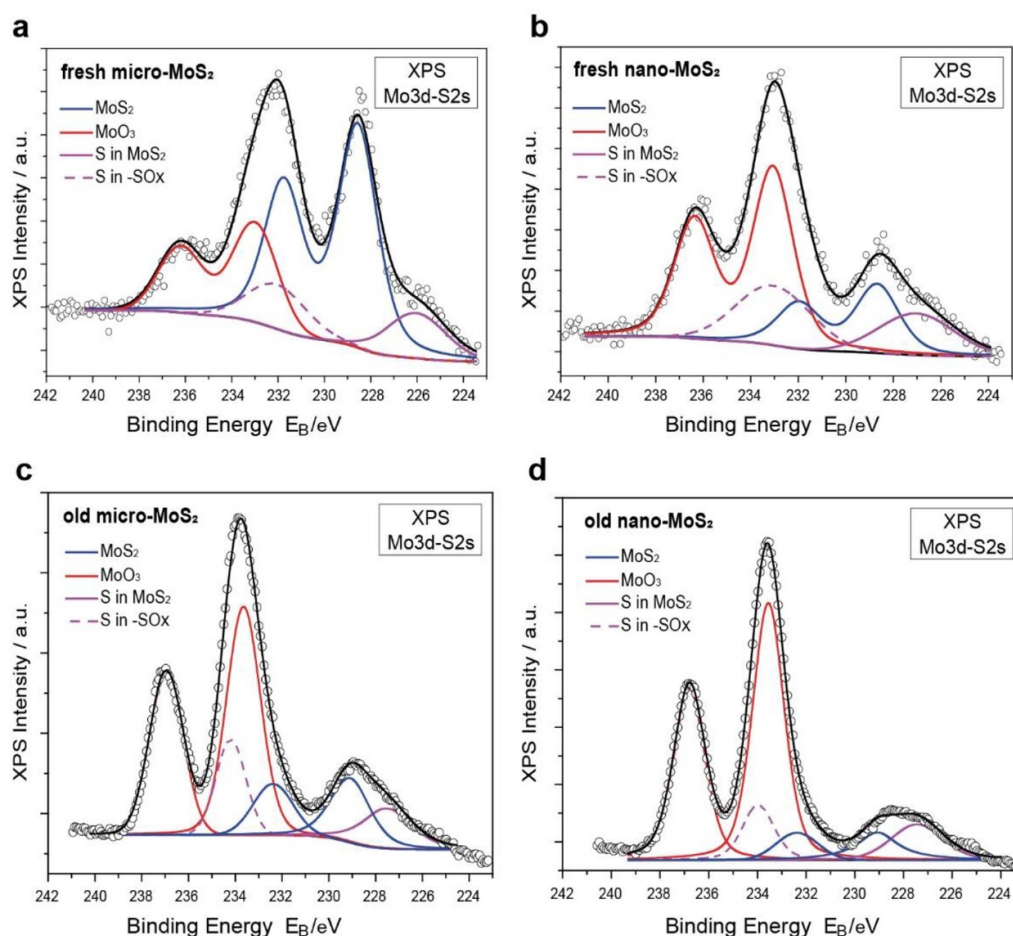 a
fresh micro-MoS₂
XPS
Mo3d-S2s
MoS₂
MoO₃
S in MoS₂
S in -SOx
XPS Intensity / a.u.
242 240 238 236 234 232 230 228 226 224
Binding Energy E_B/eV
b
fresh nano-MoS₂
XPS
Mo3d-S2s
MoS₂
MoO₃
S in MoS₂
S in -SOx
XPS Intensity / a.u.
242 240 238 236 234 232 230 228 226 224
Binding Energy E_B/eV
c
old micro-MoS₂
XPS
Mo3d-S2s
MoS₂
MoO₃
S in MoS₂
S in -SOx
XPS Intensity / a.u.
242 240 238 236 234 232 230 228 226 224
Binding Energy E_B/eV
d
old nano-MoS₂
XPS
Mo3d-S2s
MoS₂
MoO₃
S in MoS₂
S in -SOx
XPS Intensity / a.u.
242 240 238 236 234 232 230 228 226 224
Binding Energy E_B/eV